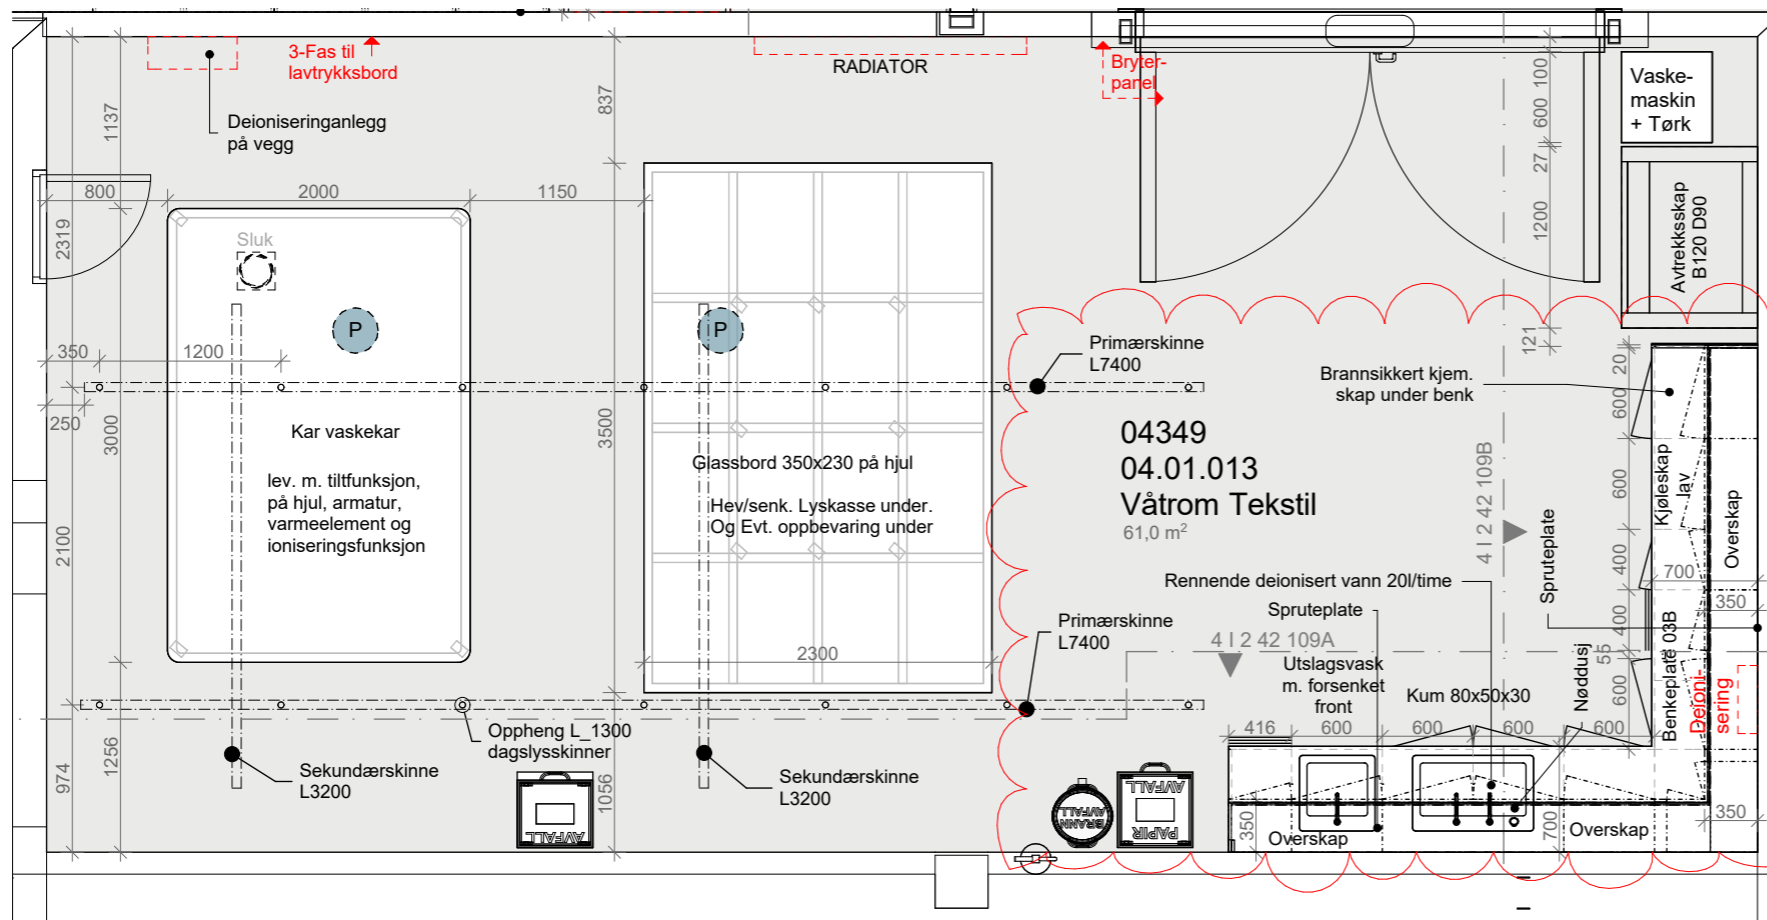 3-Fas til
lavtrykksbord
Deioniseringanlegg
på vegg
RADIATOR
Bryter-
panel
Vaske-
maskin
+ Tørk
Avtrekksskap
B120 D90
1137
837
100
600
27
1200
121
800
2000
1150
2319
Sluk
P
P
350
1200
250
3000
3500
2100
Kar vaskekar
lev. m. tiltfunksjon,
på hjul, armatur,
varmeelement og
ioniseringsfunksjon
Glassbord 350x230 på hjul
Hev/senk. Lyskasse under.
Og Evt. oppbevaring under
2300
Primærskinne
L7400
Primærskinne
L7400
04349
04.01.013
Våtrom Tekstil
61,0 m²
Brannsikkert kjem.
skap under benk
4 I 2 42 109B
Spruteplate
20
600
600
400
400
55
600
Kjøleskap
lav
Overskap
700
350
Benkeplate 03B
Deioni-
sering
Rennende deionisert vann 20l/time
Spruteplate
4 I 2 42 109A
Utslagsvask
m. forsenket
front
Kum 80x50x30
Nøddusj
416
600
600
600
600
350
Overskap
700
Overskap
350
974
1256
1056
Sekundærskinne
L3200
Oppheng L_1300
dagslysskinner
Sekundærskinne
L3200
AVFALL
BRANN
AVFALL
PAPIR
AVFALL